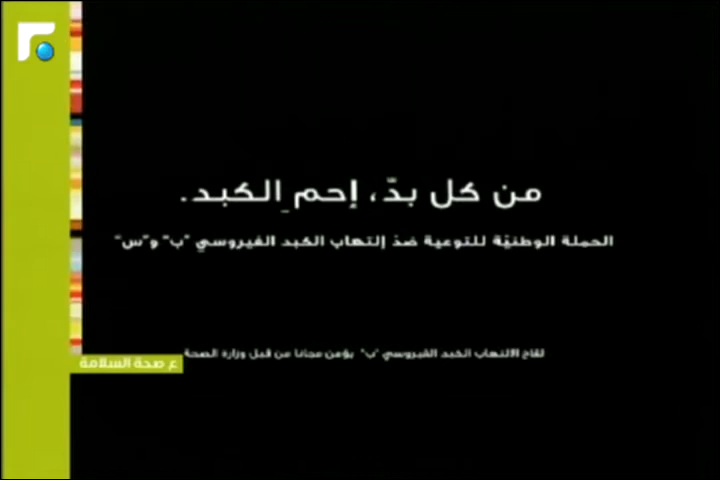 من كل بدّ، إحمِ الكبد.
الحملة الوطنيّة للتوعية ضدّ إلتهاب الكبد الفيروسي "ب" و"س"
لقاح الالتهاب الكبد الفيروسي "ب" يؤمن مجانا من قبل وزارة الصحة
ع صحة السلامة